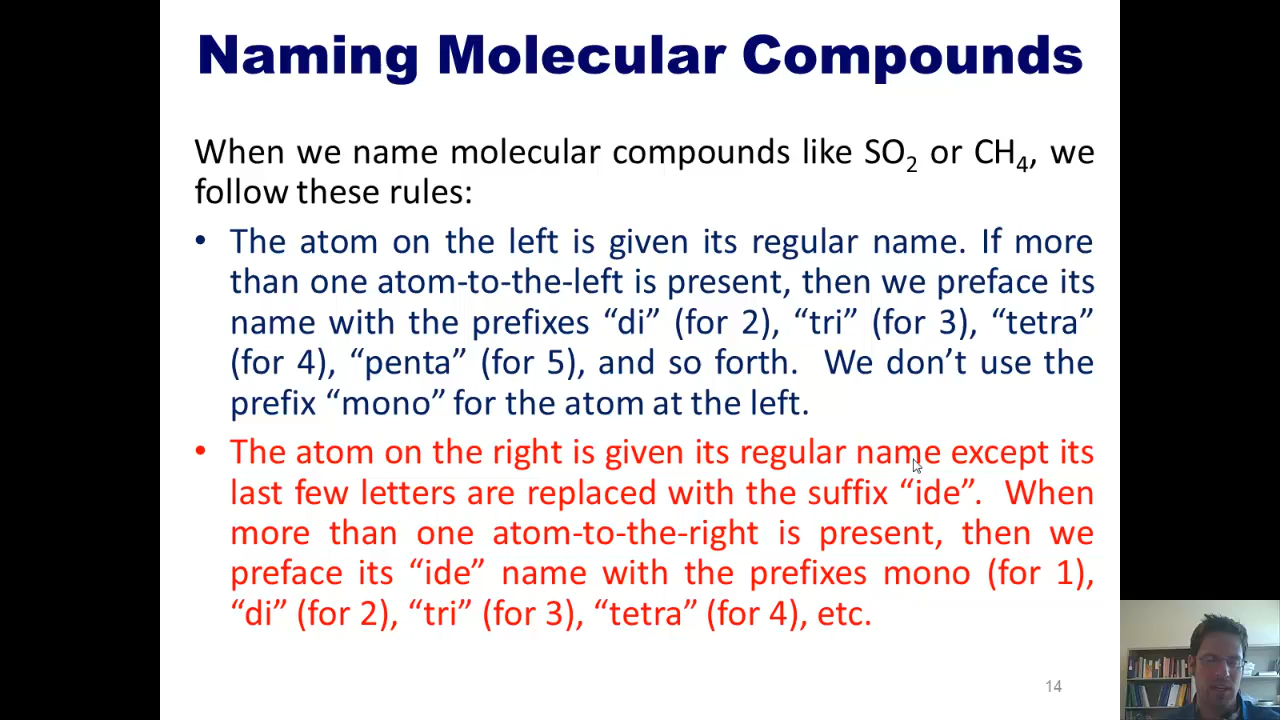 Naming Molecular Compounds
When we name molecular compounds like SO₂ or CH₄, we
follow these rules:
• The atom on the left is given its regular name. If more
than one atom-to-the-left is present, then we preface its
name with the prefixes “di” (for 2), “tri” (for 3), “tetra”
(for 4), “penta” (for 5), and so forth.  We don’t use the
prefix “mono” for the atom at the left.
• The atom on the right is given its regular name except its
last few letters are replaced with the suffix “ide”.  When
more than one atom-to-the-right is present, then we
preface its “ide” name with the prefixes mono (for 1),
“di” (for 2), “tri” (for 3), “tetra” (for 4), etc.
14